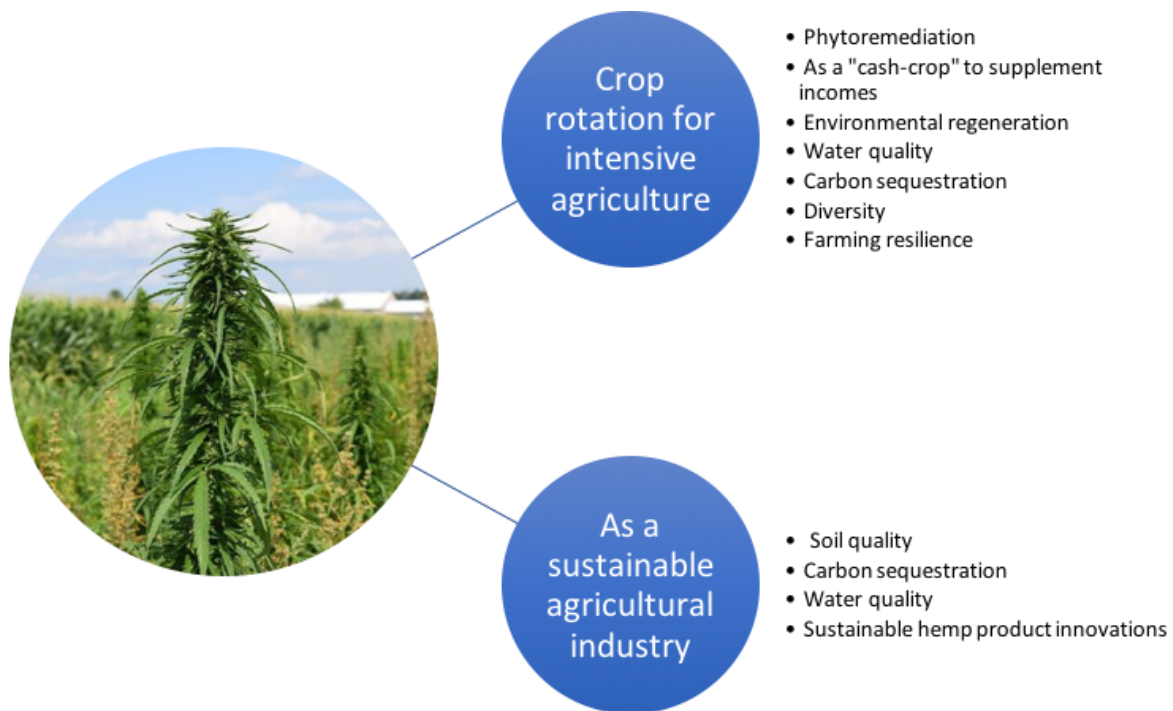 Crop
rotation for
intensive
agriculture
• Phytoremediation
• As a "cash-crop" to supplement
incomes
• Environmental regeneration
• Water quality
• Carbon sequestration
• Diversity
• Farming resilience
As a
sustainable
agricultural
industry
• Soil quality
• Carbon sequestration
• Water quality
• Sustainable hemp product innovations